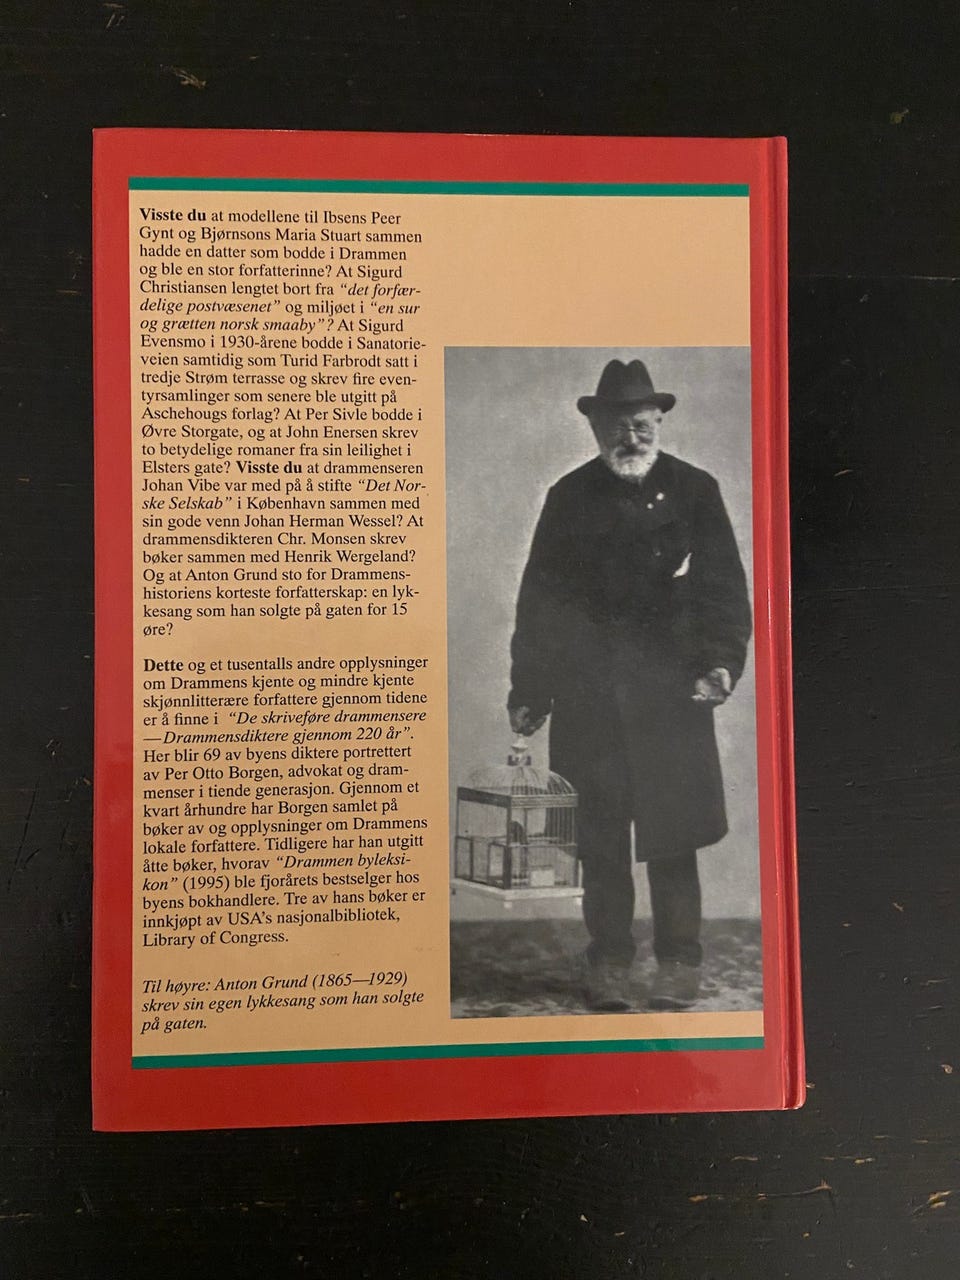 Visste du at modellene til Ibsens Peer
Gynt og Bjørnsons Maria Stuart sammen
hadde en datter som bodde i Drammen
og ble en stor forfatterinne? At Sigurd
Christiansen lengtet bort fra “det forfær-
delige postvæsenet” og miljøet i “en sur
og grætten norsk smaaby”? At Sigurd
Evensmo i 1930-årene bodde i Sanatorie-
veien samtidig som Turid Farbrodt satt i
tredje Strøm terrasse og skrev fire even-
tyrsamlinger som senere ble utgitt på
Aschehougs forlag? At Per Sivle bodde i
Øvre Storgate, og at John Enersen skrev
to betydelige romaner fra sin leilighet i
Elsters gate? Visste du at drammenseren
Johan Vibe var med på å stifte “Det Nor-
ske Selskab” i København sammen med
sin gode venn Johan Herman Wessel? At
drammensdikteren Chr. Monsen skrev
bøker sammen med Henrik Wergeland?
Og at Anton Grund sto for Drammens-
historiens korteste forfatterskap: en lyk-
kesang som han solgte på gaten for 15
øre?
Dette og et tusentalls andre opplysninger
om Drammens kjente og mindre kjente
skjønnlitterære forfattere gjennom tidene
er å finne i “De skriveføre drammensere
—Drammensdiktere gjennom 220 år”.
Her blir 69 av byens diktere portrettert
av Per Otto Borgen, advokat og dram-
menser i tiende generasjon. Gjennom et
kvart århundre har Borgen samlet på
bøker av og opplysninger om Drammens
lokale forfattere. Tidligere har han utgitt
åtte bøker, hvorav “Drammen byleksi-
kon” (1995) ble fjorårets bestselger hos
byens bokhandlere. Tre av hans bøker er
innkjøpt av USA’s nasjonalbibliotek,
Library of Congress.
Til høyre: Anton Grund (1865—1929)
skrev sin egen lykkesang som han solgte
på gaten.